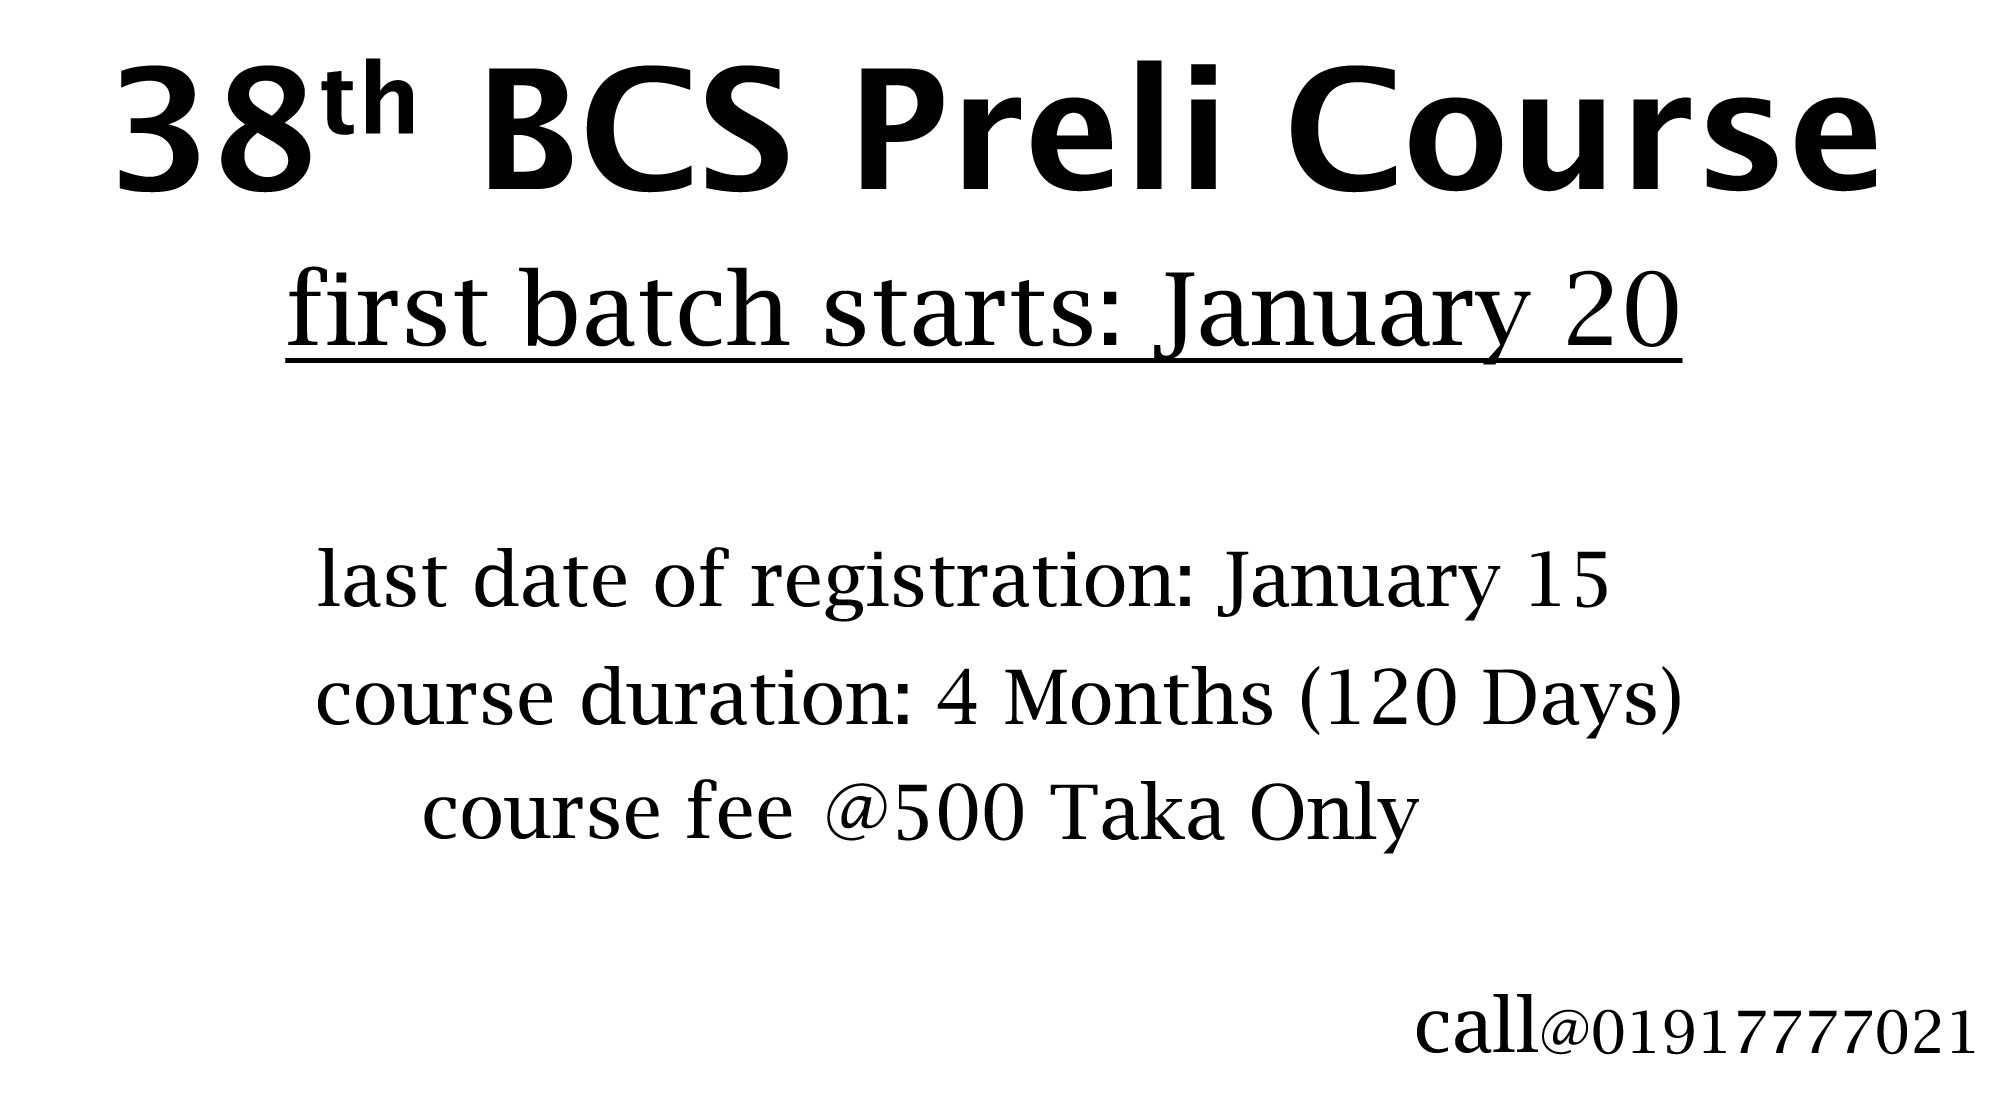 38th BCS Preli Course
first batch starts: January 20
last date of registration: January 15
course duration: 4 Months (120 Days)
course fee @500 Taka Only
call@01917777021